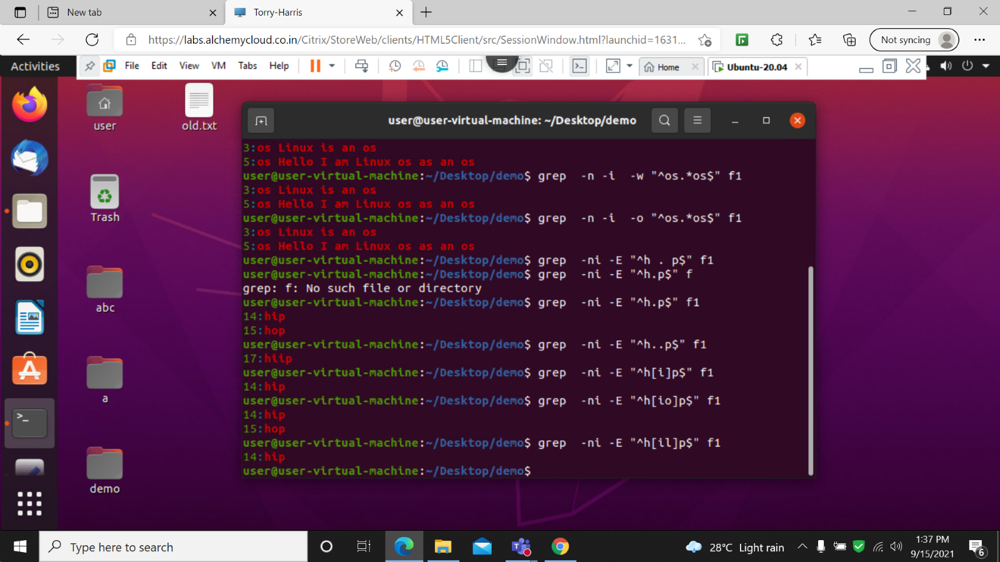 New tab
Torry-Harris
https://labs.alchemycloud.co.in/Citrix/StoreWeb/clients/HTML5Client/src/SessionWindow.html?launchid=1631...
Not syncing
Activities
File Edit View VM Tabs Help
Home
Ubuntu-20.04
user
old.txt
Trash
abc
a
demo
user@user-virtual-machine: ~/Desktop/demo
3:os Linux is an os
5:os Hello I am Linux os as an os
user@user-virtual-machine:~/Desktop/demo$ grep  -n -i  -w "^os.*os$" f1
3:os Linux is an os
5:os Hello I am Linux os as an os
user@user-virtual-machine:~/Desktop/demo$ grep  -n -i  -o "^os.*os$" f1
3:os Linux is an os
5:os Hello I am Linux os as an os
user@user-virtual-machine:~/Desktop/demo$ grep  -ni -E "^h . p$" f1
user@user-virtual-machine:~/Desktop/demo$ grep  -ni -E "^h.p$" f
grep: f: No such file or directory
user@user-virtual-machine:~/Desktop/demo$ grep  -ni -E "^h.p$" f1
14:hip
15:hop
user@user-virtual-machine:~/Desktop/demo$ grep  -ni -E "^h..p$" f1
17:hiip
user@user-virtual-machine:~/Desktop/demo$ grep  -ni -E "^h[i]p$" f1
14:hip
user@user-virtual-machine:~/Desktop/demo$ grep  -ni -E "^h[io]p$" f1
14:hip
15:hop
user@user-virtual-machine:~/Desktop/demo$ grep  -ni -E "^h[il]p$" f1
14:hip
user@user-virtual-machine:~/Desktop/demo$
Type here to search
28°C Light rain
1:37 PM
9/15/2021
6